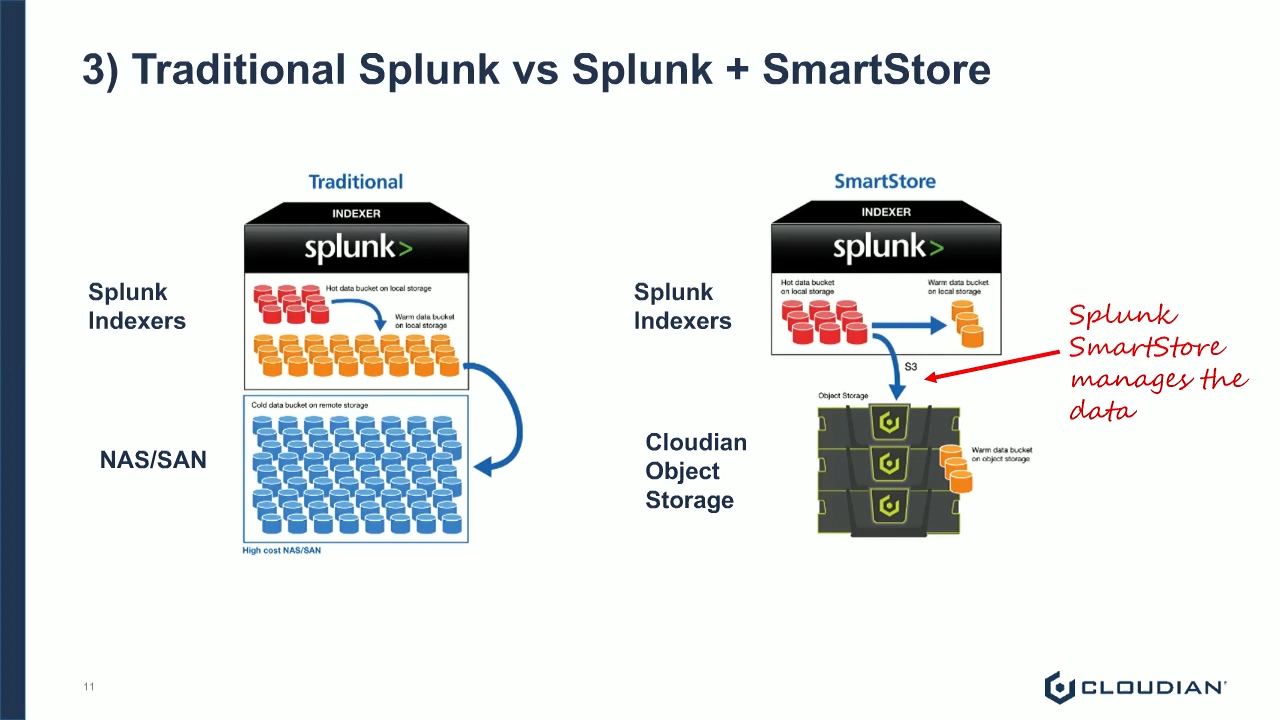 3) Traditional Splunk vs Splunk + SmartStore
Traditional
INDEXER
splunk>
Splunk
Indexers
Hot data bucket on local storage
Warm data bucket
on local storage
NAS/SAN
Cold data bucket on remote storage
High cost NAS/SAN
SmartStore
INDEXER
splunk>
Splunk
Indexers
Hot data bucket
on local storage
Warm data bucket
on local storage
S3
Splunk
SmartStore
manages the
data
Cloudian
Object
Storage
Object Storage
Warm data bucket
on object storage
11
CLOUDIAN